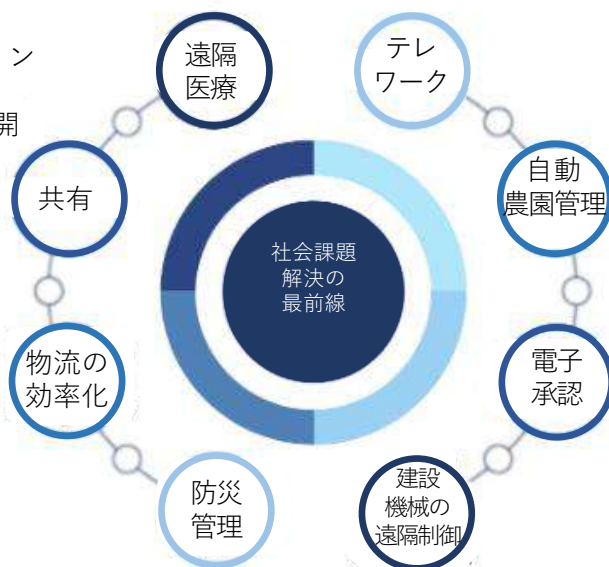 ン
開
遠隔
医療
テレ
ワーク
共有
自動
農園管理
社会課題
解決の
最前線
物流の
効率化
電子
承認
防災
管理
建設
機械の
遠隔制御